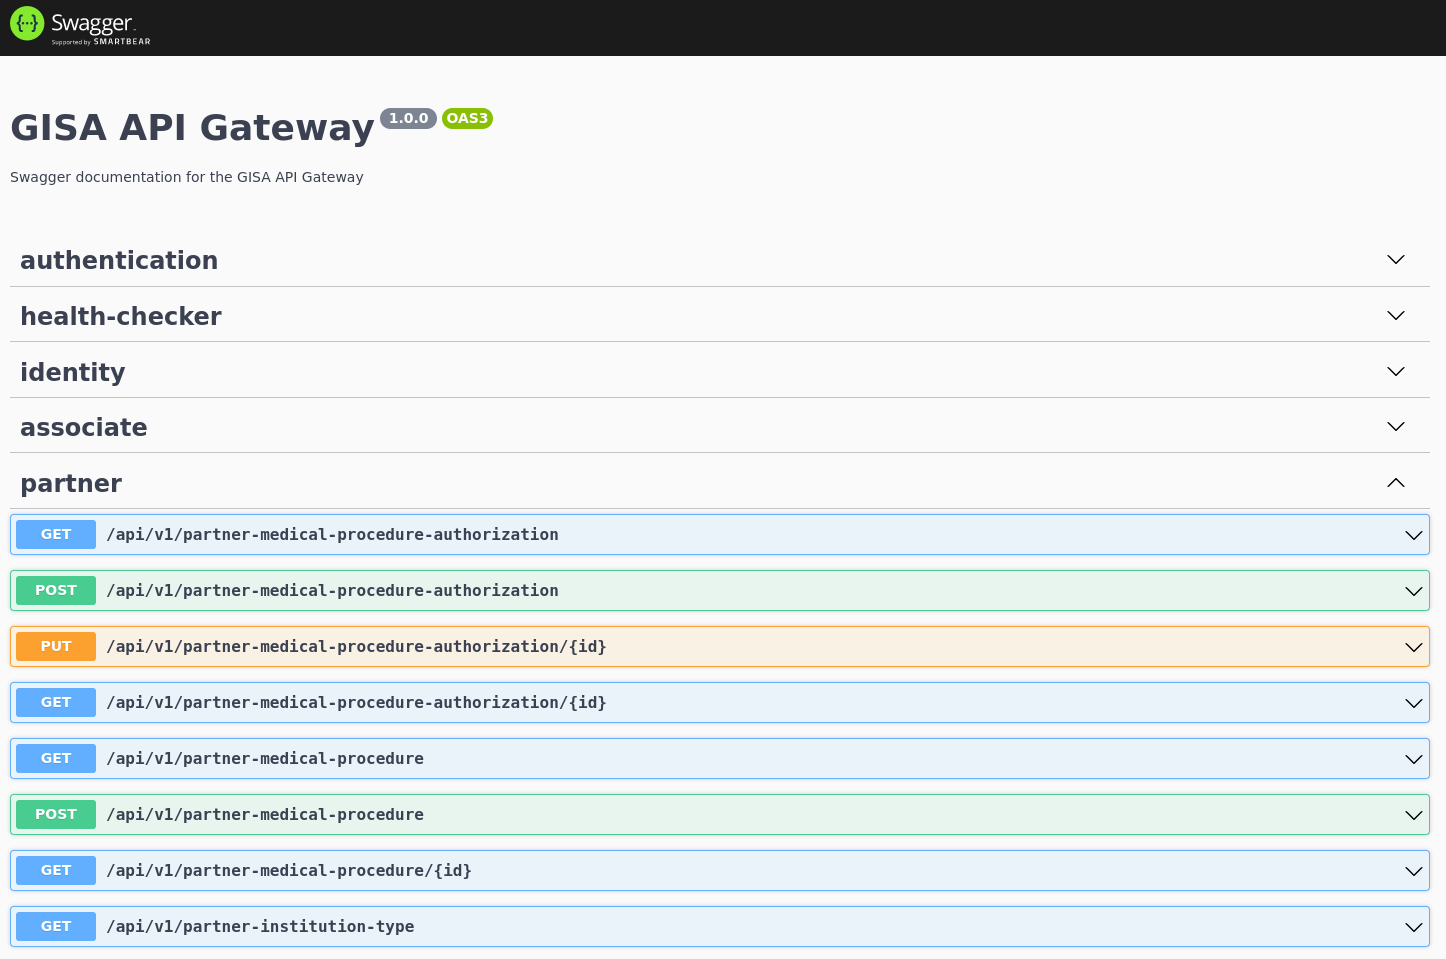 Swagger
Supported by SMARTBEAR
GISA API Gateway 1.0.0 OAS3
Swagger documentation for the GISA API Gateway
authentication
health-checker
identity
associate
partner
GET /api/v1/partner-medical-procedure-authorization
POST /api/v1/partner-medical-procedure-authorization
PUT /api/v1/partner-medical-procedure-authorization/{id}
GET /api/v1/partner-medical-procedure-authorization/{id}
GET /api/v1/partner-medical-procedure
POST /api/v1/partner-medical-procedure
GET /api/v1/partner-medical-procedure/{id}
GET /api/v1/partner-institution-type